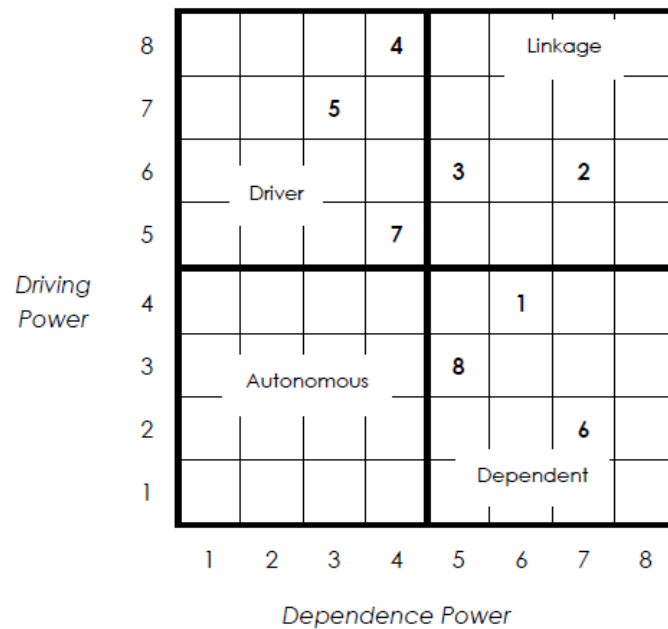 8 4 Linkage
7 5
6 3 2
Driver
5 7
Driving
Power
4 1
3 8
Autonomous
2 6
Dependent
1
1 2 3 4 5 6 7 8
Dependence Power